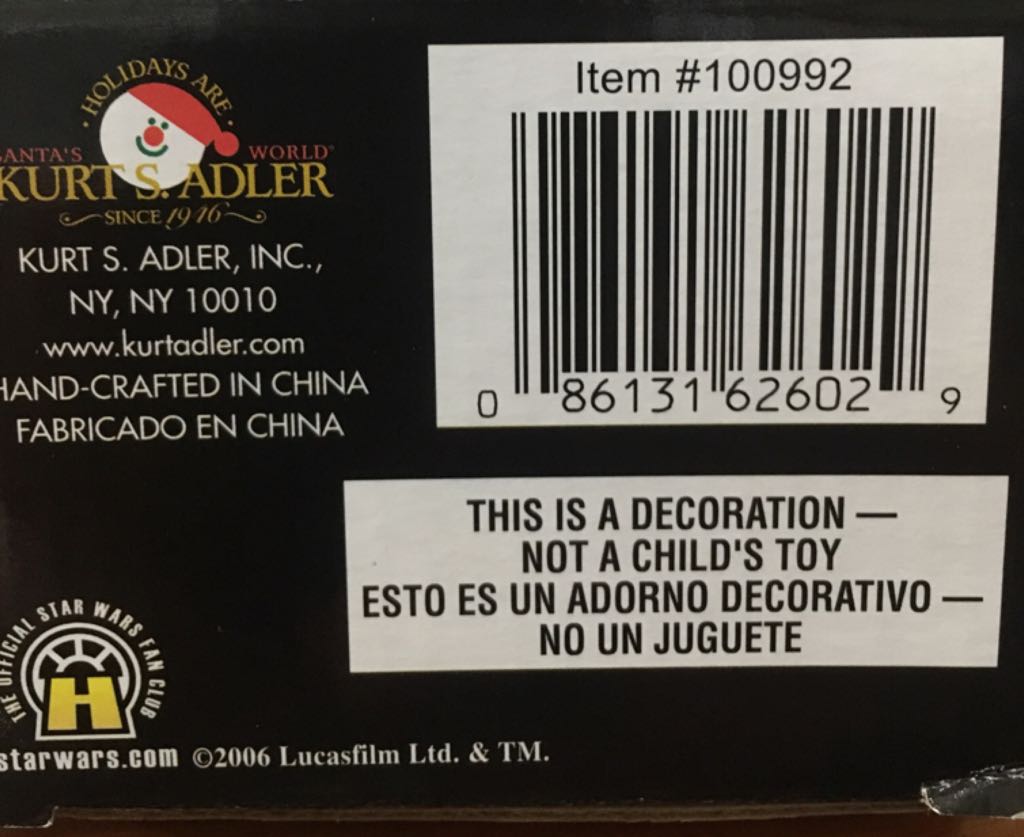 HOLIDAYS ARE
SANTA'S WORLD
KURT S. ADLER
SINCE 1946
KURT S. ADLER, INC.,
NY, NY 10010
www.kurtadler.com
HAND-CRAFTED IN CHINA
FABRICADO EN CHINA
Item #100992
0 86131 62602 9
THIS IS A DECORATION —
NOT A CHILD'S TOY
ESTO ES UN ADORNO DECORATIVO —
NO UN JUGUETE
THE OFFICIAL STAR WARS FAN CLUB
H
starwars.com ©2006 Lucasfilm Ltd. & TM.